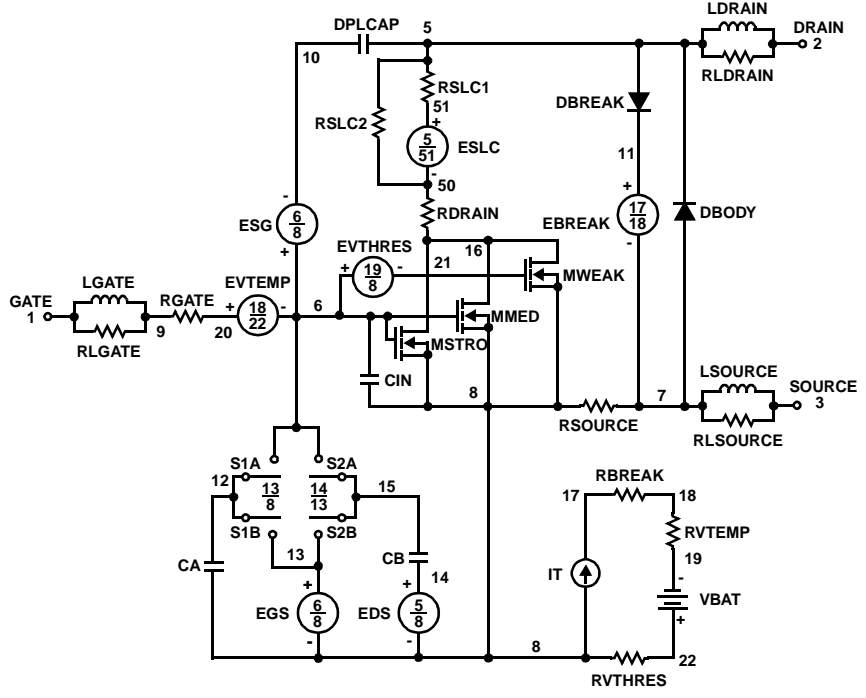 LDRAIN
DPLCAP
5
DRAIN
2
10
RLDRAIN
RSLC1
51
DBREAK
RSLC2
+
5
51
ESLC
-
50
11
-
+
ESG
6
8
RDRAIN
EBREAK
17
18
DBODY
+
EVTHRES
16
-
21
+
19
8
-
MWEAK
LGATE
EVTEMP
GATE
1
RGATE
+
18
22
-
6
MMED
9
20
RLGATE
MSTRO
CIN
LSOURCE
8
7
SOURCE
3
RSOURCE
RLSOURCE
S1A
S2A
12
13
8
14
13
15
RBREAK
17
18
S1B
S2B
RVTEMP
13
CB
19
CA
14
IT
-
+
+
VBAT
EGS
6
8
EDS
5
8
+
-
-
8
22
RVTHRES